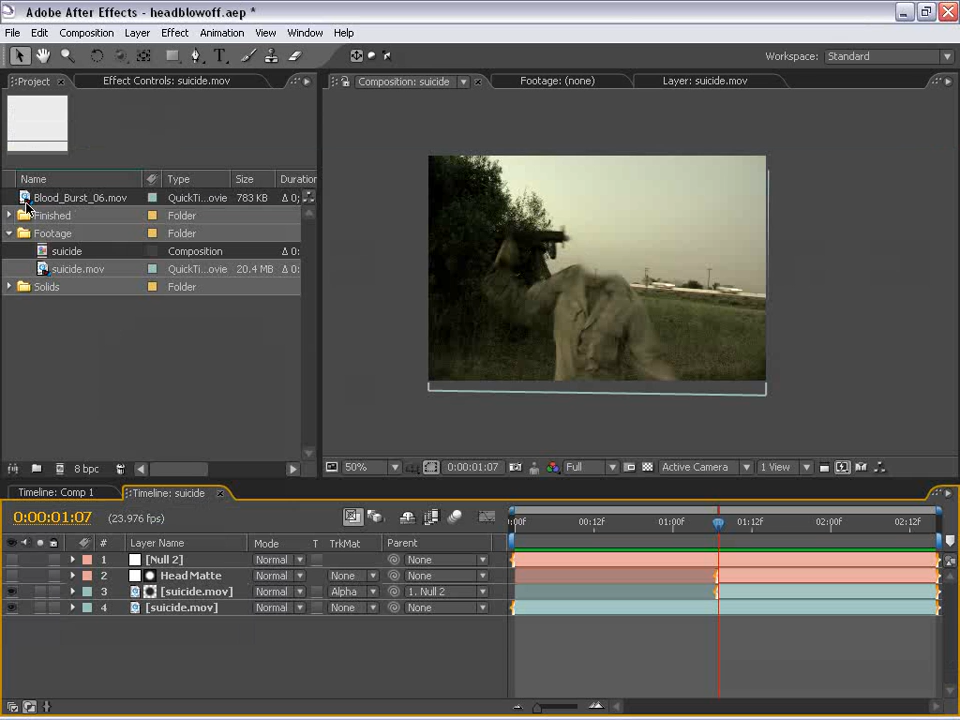 Adobe After Effects - headblowoff.aep *
File Edit Composition Layer Effect Animation View Window Help
Workspace: Standard
Project Effect Controls: suicide.mov Composition: suicide Footage: (none) Layer: suicide.mov
Name Type Size Duration
Blood_Burst_06.mov QuickTi...ovie 783 KB Δ 0;
Finished Folder
Footage Folder
suicide Composition Δ 0:
suicide.mov QuickTi...ovie 20.4 MB Δ 0:
Solids Folder
8 bpc 50% 0:00:01:07 Full Active Camera 1 View
Timeline: Comp 1 Timeline: suicide
0:00:01:07 (23.976 fps) :00f 00:12f 01:00f 01:12f 02:00f 02:12f
# Layer Name Mode T TrkMat Parent
1 [Null 2] Normal None
2 Head Matte Normal None None
3 [suicide.mov] Normal Alpha 1. Null 2
4 [suicide.mov] Normal None None